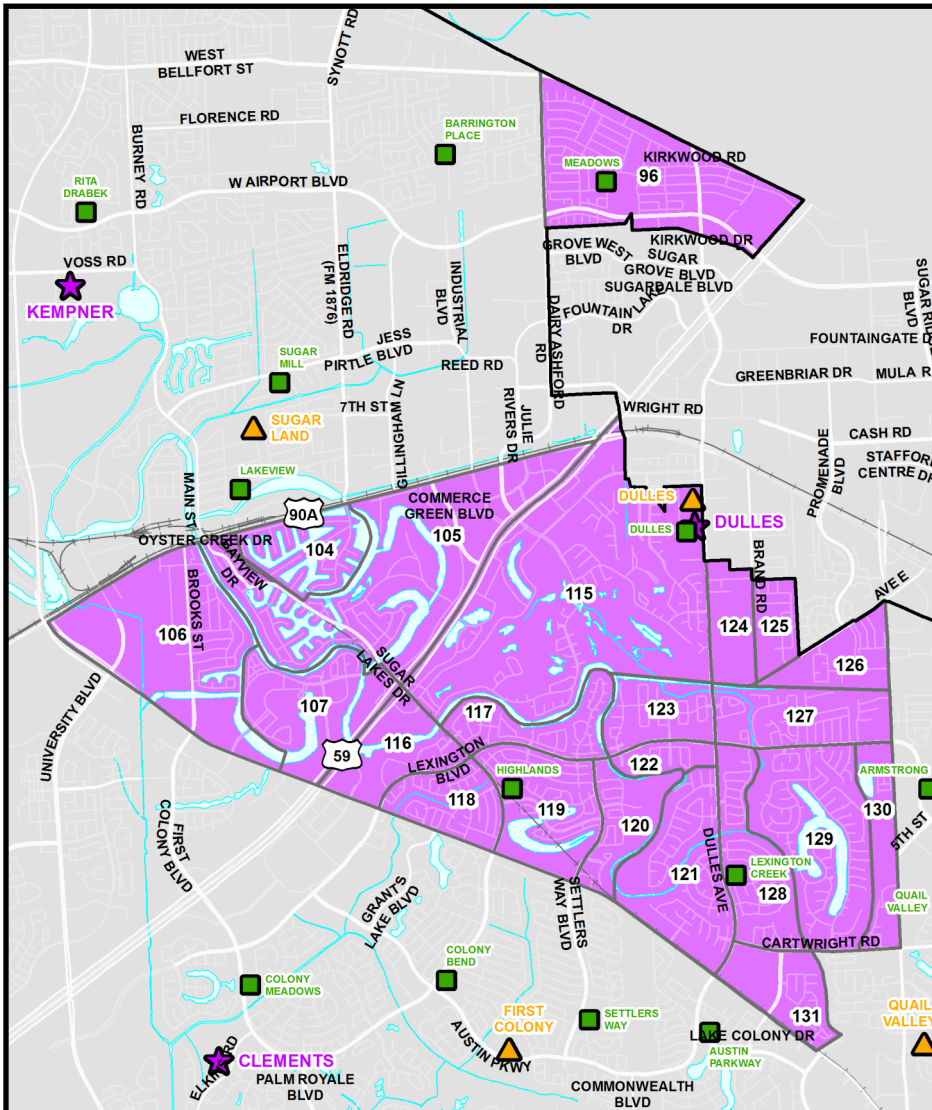 WEST
BELLFORT ST
SYNOTT RD
FLORENCE RD
BURNEY RD
BARRINGTON
PLACE
MEADOWS
KIRKWOOD RD
96
RITA
DRABEK
W AIRPORT BLVD
VOSS RD
KEMPNER
ELDRIDGE RD
(FM 1876)
INDUSTRIAL
BLVD
GROVE WEST
BLVD
KIRKWOOD DR
SUGAR
GROVE BLVD
SUGARDALE BLVD
FOUNTAIN LAKE
DR
DAIRY ASHFORD
RD
JESS
PIRTLE BLVD
SUGAR
MILL
REED RD
FOUNTAINGATE
GREENBRIAR DR
MULA
7TH ST
SUGAR
LAND
GILLINGHAM LN
JULIE
RIVERS DR
WRIGHT RD
CASH RD
PROMENADE
BLVD
CENTRE
LAKEVIEW
MAIN ST
90A
COMMERCE
GREEN BLVD
DULLES
DULLES
DULLES
OYSTER CREEK DR
104
105
BAYVIEW
DR
BROOKS ST
106
115
124
BRAND RD
125
AVE E
126
SUGAR
LAKES DR
107
117
123
127
UNIVERSITY BLVD
59
116
LEXINGTON
BLVD
122
118
HIGHLANDS
119
120
121
DULLES AVE
LEXINGTON
CREEK
128
129
130
ARMSTRONG
5TH ST
QUAIL
VALLEY
FIRST
COLONY BLVD
GRANTS
LAKE BLVD
SETTLERS
WAY BLVD
CARTWRIGHT RD
COLONY
MEADOWS
COLONY
BEND
FIRST
COLONY
SETTLERS
WAY
131
LAKE COLONY DR
AUSTIN
PARKWAY
QUAIL
VALLEY
ELKINS RD
CLEMENTS
PALM ROYALE
BLVD
AUSTIN PKWY
COMMONWEALTH
BLVD